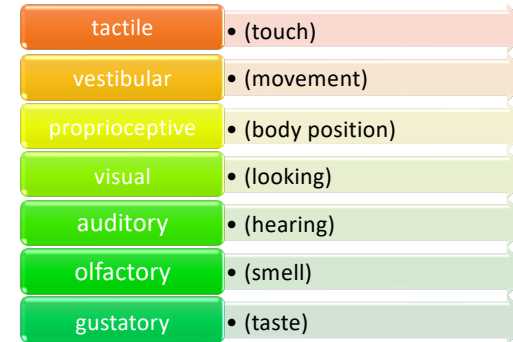 tactile • (touch)
vestibular • (movement)
proprioceptive • (body position)
visual • (looking)
auditory • (hearing)
olfactory • (smell)
gustatory • (taste)